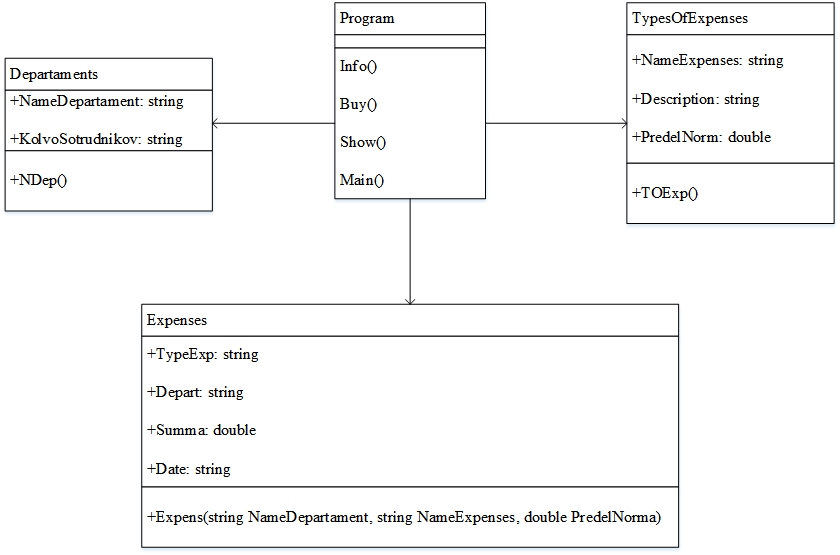 Program
Info()
Buy()
Show()
Main()
Departaments
+NameDepartament: string
+KolvoSotrudnikov: string
+NDep()
TypesOfExpenses
+NameExpenses: string
+Description: string
+PredelNorm: double
+TOExp()
Expenses
+TypeExp: string
+Depart: string
+Summa: double
+Date: string
+Expens(string NameDepartament, string NameExpenses, double PredelNorma)